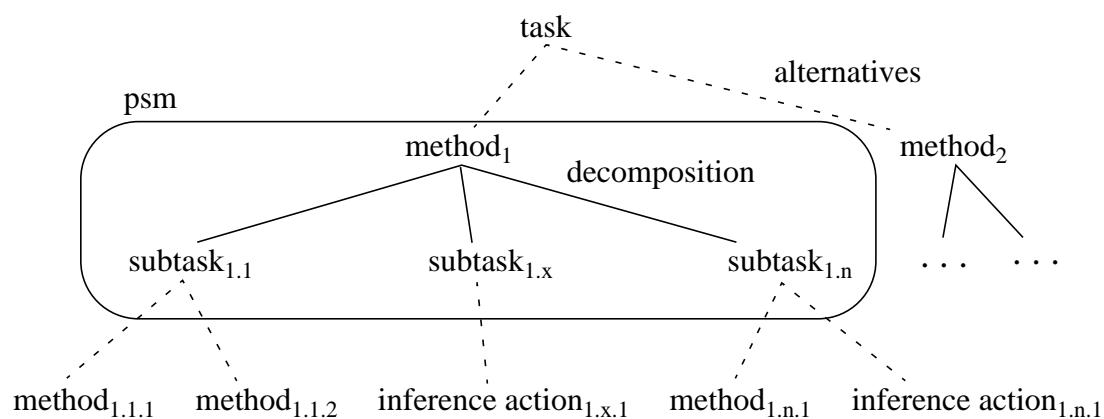 task
alternatives
psm
method₁
method₂
decomposition
subtask₁.₁
subtask₁.ₓ
subtask₁.ₙ
. . .
. . .
method₁.₁.₁
method₁.₁.₂
inference action₁.ₓ.₁
method₁.ₙ.₁
inference action₁.ₙ.₁